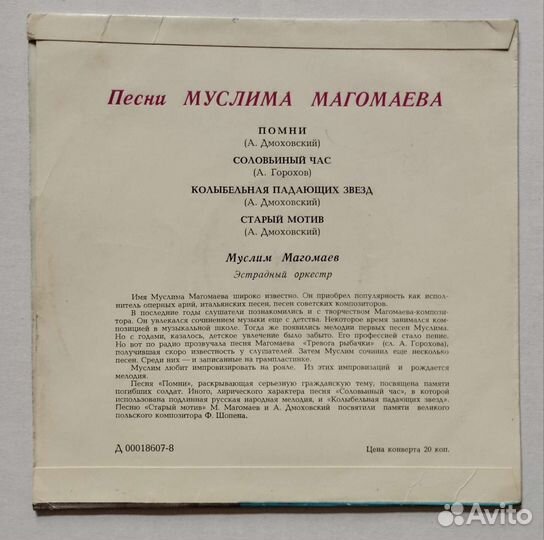 Песни МУСЛИМА МАГОМАЕВА
ПОМНИ
(А. Дмоховский)
СОЛОВЬИНЫЙ ЧАС
(А. Горохов)
КОЛЫБЕЛЬНАЯ ПАДАЮЩИХ ЗВЕЗД
(А. Дмоховский)
СТАРЫЙ МОТИВ
(А. Дмоховский)
Муслим Магомаев
Эстрадный оркестр
Имя Муслима Магомаева широко известно. Он приобрел популярность как испол-
нитель оперных арий, итальянских песен, песен советских композиторов.
В последние годы слушатели познакомились и с творчеством Магомаева-компози-
тора. Он увлекался сочинением музыки еще с детства. Некоторое время занимался ком-
позицией в музыкальной школе. Тогда же появились мелодии первых песен Муслима.
Но с годами, казалось, детское увлечение было забыто. Его профессией стало пение.
Но вот по радио прозвучала песня Магомаева «Тревога рыбачки» (сл. А. Горохова),
получившая скоро известность у слушателей. Затем Муслим сочинил еще несколько
песен. Среди них — и записанные на грампластинке.
Муслим любит импровизировать на рояле. Из этих импровизаций и рождается
мелодия.
Песня «Помни», раскрывающая серьезную гражданскую тему, посвящена памяти
погибших солдат. Иного, лирического характера песня «Соловьиный час», в которой
использована подлинная русская народная мелодия, и «Колыбельная падающих звезд».
Песню «Старый мотив» М. Магомаев и А. Дмоховский посвятили памяти великого
польского композитора Ф. Шопена.
Д 00018607-8
Цена конверта 20 коп.
Avito